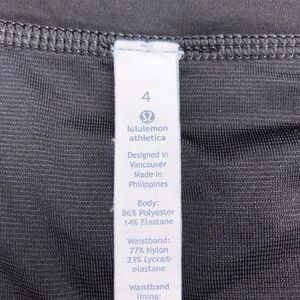 4
lululemon
athletica
Designed in
Vancouver
Made in
Philippines
Body:
86% Polyester
14% Elastane
Waistband:
77% Nylon
23% Lycra®
elastane
Waistband
lining: